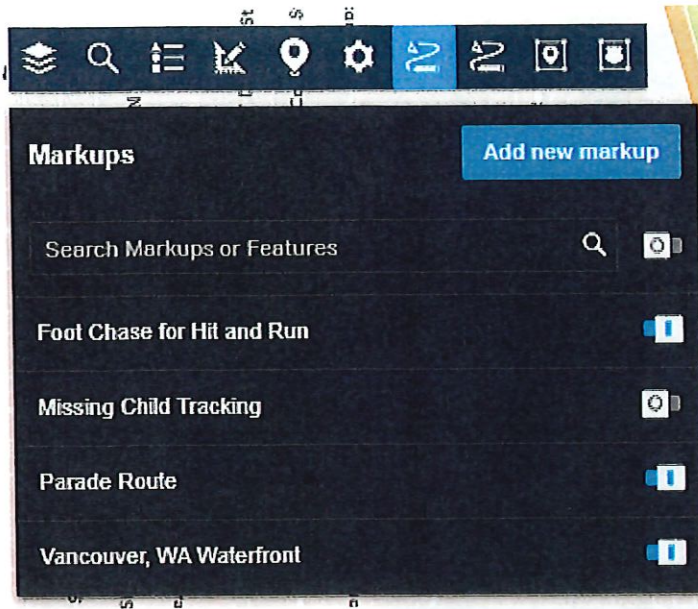 St
S
Markups
Add new markup
Search Markups or Features
Foot Chase for Hit and Run
Missing Child Tracking
Parade Route
Vancouver, WA Waterfront